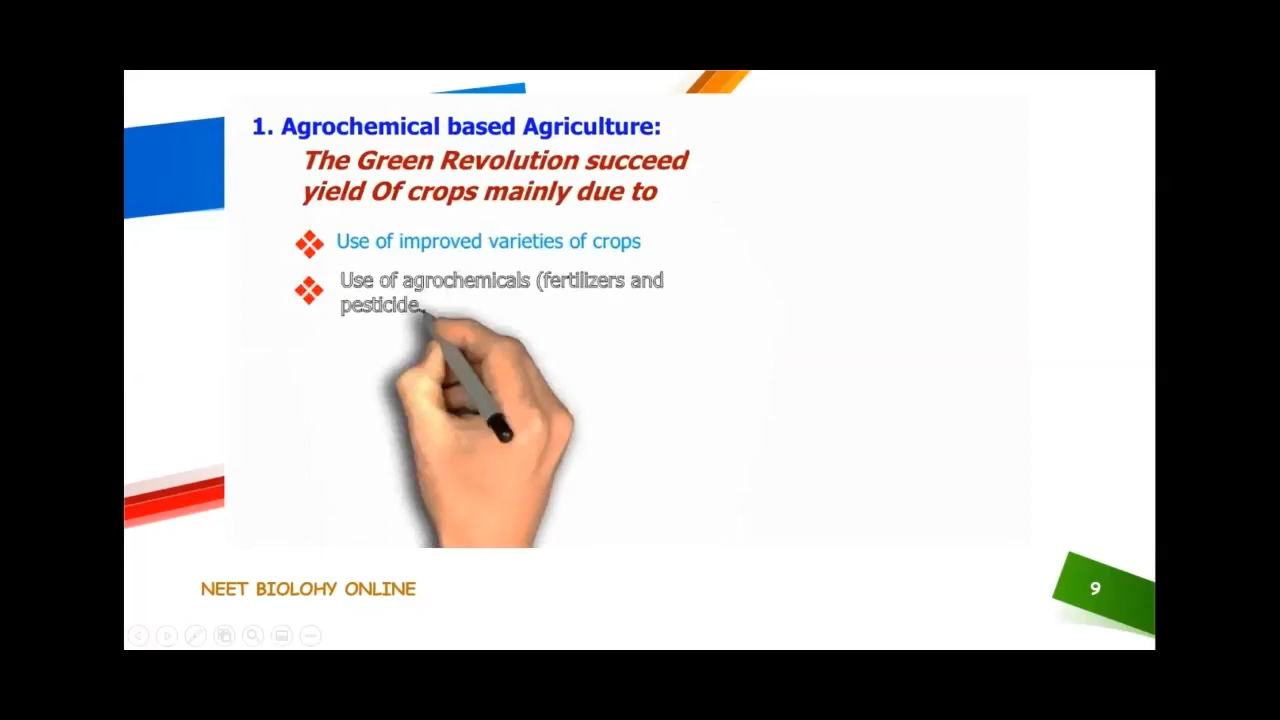 1. Agrochemical based Agriculture:
The Green Revolution succeed
yield Of crops mainly due to
Use of improved varieties of crops
Use of agrochemicals (fertilizers and
pesticide
NEET BIOLOHY ONLINE
9